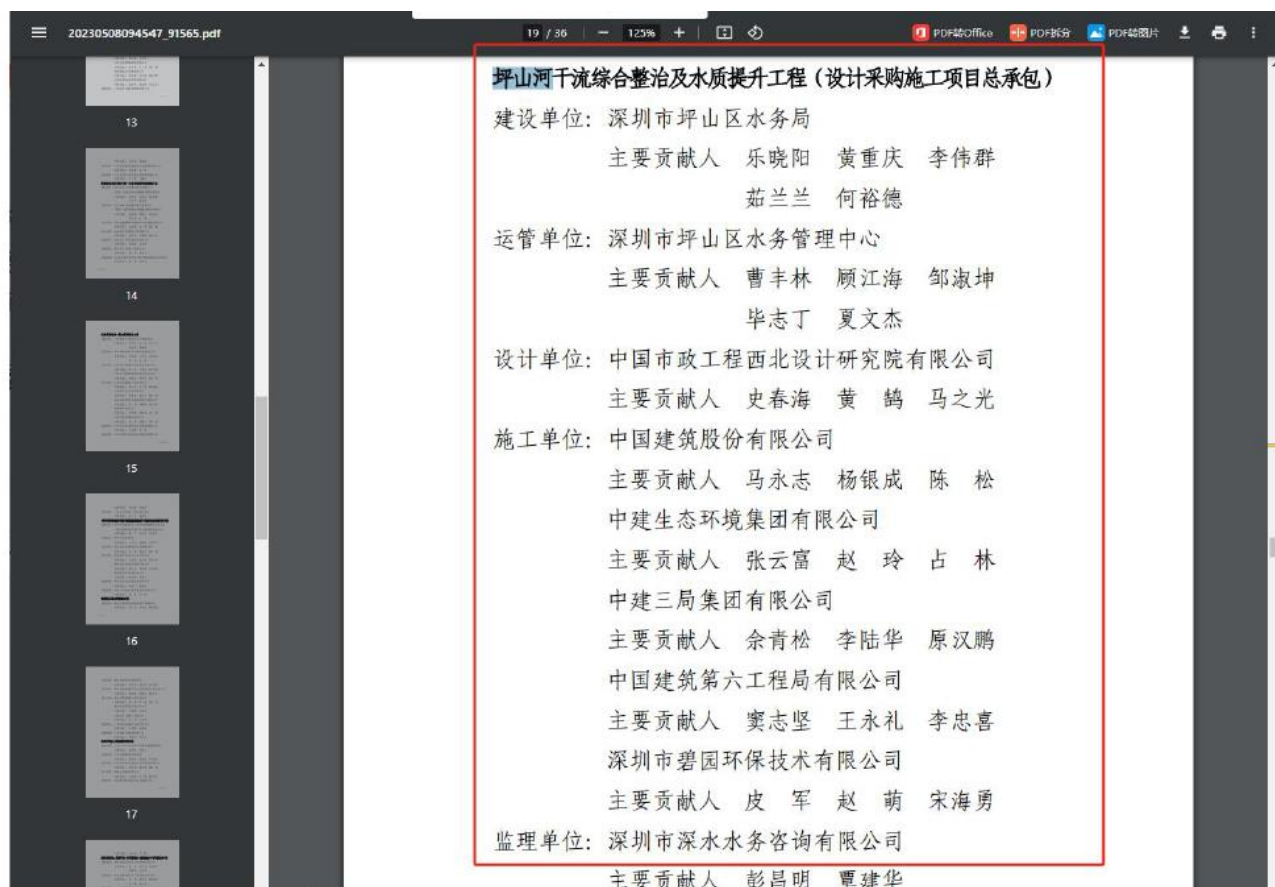 20230508094547_91565.pdf
19 / 36
125%
PDF转Office
PDF拆分
PDF转图片
13
14
15
16
17
坪山河干流综合整治及水质提升工程（设计采购施工项目总承包）
建设单位：深圳市坪山区水务局
主要贡献人 乐晓阳 黄重庆 李伟群
茹兰兰 何裕德
运管单位：深圳市坪山区水务管理中心
主要贡献人 曹丰林 顾江海 邹淑坤
毕志丁 夏文杰
设计单位：中国市政工程西北设计研究院有限公司
主要贡献人 史春海 黄 鹄 马之光
施工单位：中国建筑股份有限公司
主要贡献人 马永志 杨银成 陈 松
中建生态环境集团有限公司
主要贡献人 张云富 赵 玲 占 林
中建三局集团有限公司
主要贡献人 余青松 李陆华 原汉鹏
中国建筑第六工程局有限公司
主要贡献人 窦志坚 王永礼 李忠喜
深圳市碧园环保技术有限公司
主要贡献人 皮 军 赵 萌 宋海勇
监理单位：深圳市深水水务咨询有限公司
主要贡献人 彭昌明 覃建华